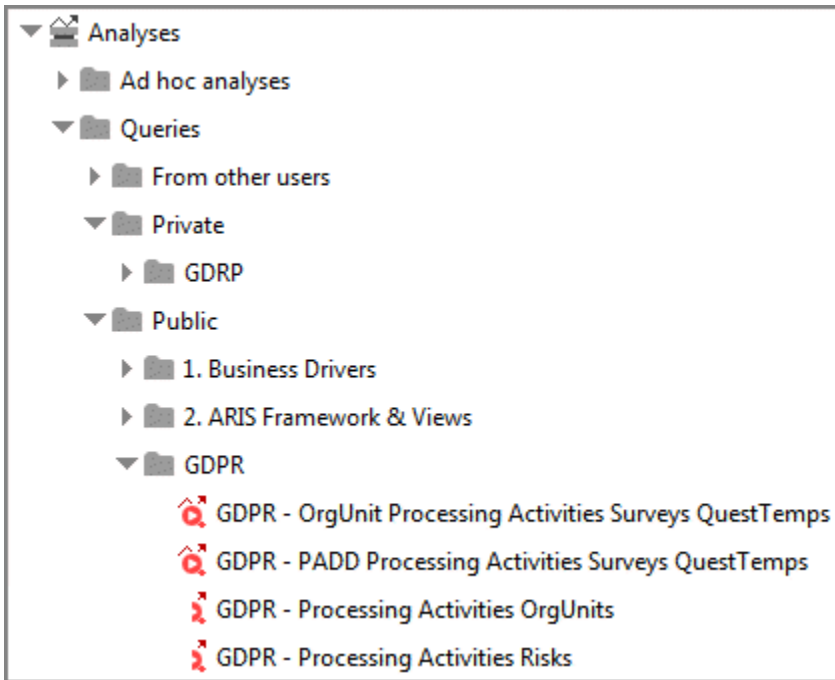 Analyses
Ad hoc analyses
Queries
From other users
Private
GDRP
Public
1. Business Drivers
2. ARIS Framework & Views
GDPR
GDPR - OrgUnit Processing Activities Surveys QuestTemps
GDPR - PADD Processing Activities Surveys QuestTemps
GDPR - Processing Activities OrgUnits
GDPR - Processing Activities Risks